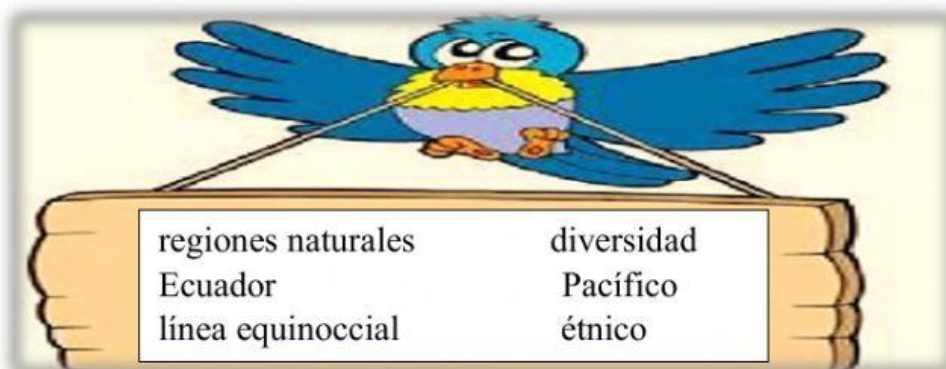 regiones naturales diversidad
Ecuador Pacífico
línea equinoccial étnico